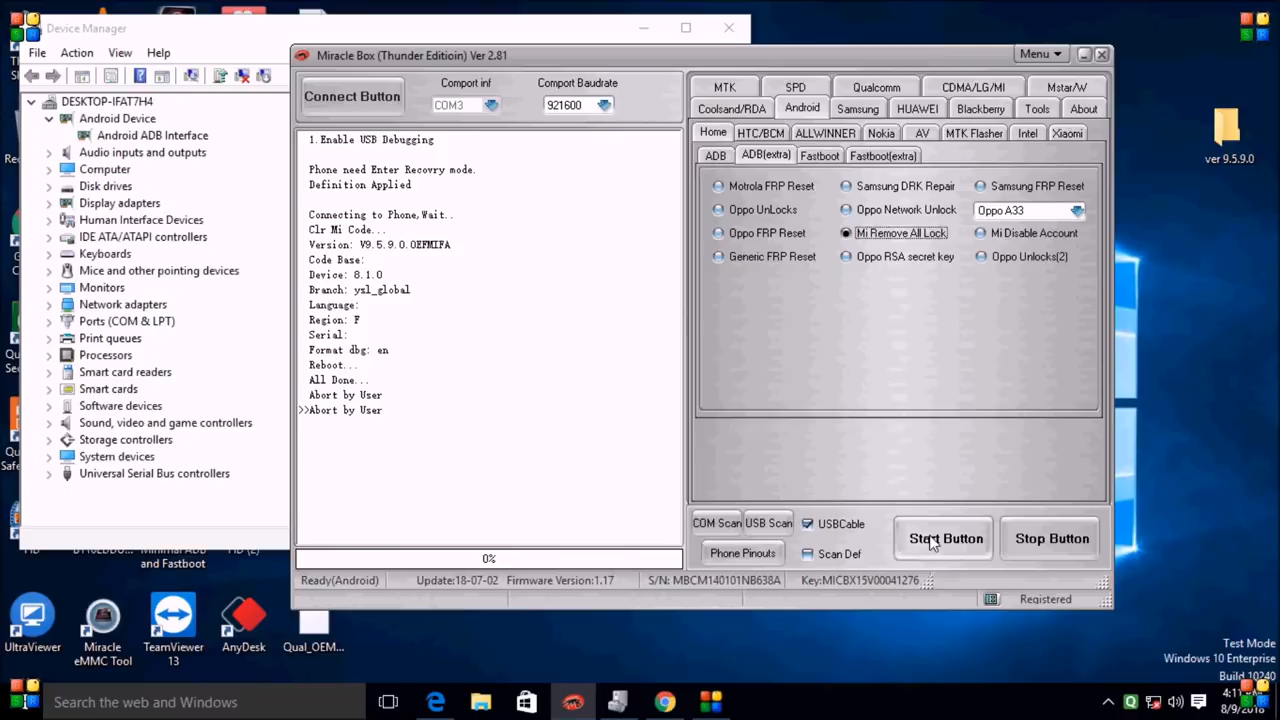 Device Manager
File Action View Help
DESKTOP-IFAT7H4
Android Device
Android ADB Interface
Audio inputs and outputs
Computer
Disk drives
Display adapters
Human Interface Devices
IDE ATA/ATAPI controllers
Keyboards
Mice and other pointing devices
Monitors
Network adapters
Ports (COM & LPT)
Print queues
Processors
Smart card readers
Smart cards
Software devices
Sound, video and game controllers
Storage controllers
System devices
Universal Serial Bus controllers
Miracle Box (Thunder Editioin) Ver 2.81
Menu
Connect Button
Comport inf
COM3
Comport Baudrate
921600
1.Enable USB Debugging
Phone need Enter Recovry mode.
Definition Applied
Connecting to Phone,Wait..
Clr Mi Code...
Version: V9.5.9.0.OEFMIFA
Code Base:
Device: 8.1.0
Branch: ysl_global
Language:
Region: F
Serial:
Format dbg: en
Reboot...
All Done...
Abort by User
>>Abort by User
0%
MTK SPD Qualcomm CDMA/LG/MI Mstar/W
Coolsand/RDA Android Samsung HUAWEI Blackberry Tools About
Home HTC/BCM ALLWINNER Nokia AV MTK Flasher Intel Xiaomi
ADB ADB(extra) Fastboot Fastboot(extra)
Motrola FRP Reset Samsung DRK Repair Samsung FRP Reset
Oppo UnLocks Oppo Network Unlock Oppo A33
Oppo FRP Reset Mi Remove All Lock Mi Disable Account
Generic FRP Reset Oppo RSA secret key Oppo Unlocks(2)
COM Scan USB Scan USBCable
Phone Pinouts Scan Def
Start Button Stop Button
Ready(Android) Update:18-07-02 Firmware Version:1.17 S/N: MBCM140101NB638A Key:MICBX15V00041276
Registered
ver 9.5.9.0
Minimal ADB
and Fastboot
UltraViewer
Miracle
eMMC Tool
TeamViewer
13
AnyDesk
Qual_OEM...
Test Mode
Windows 10 Enterprise
Build 10240
Search the web and Windows
8/9/2018